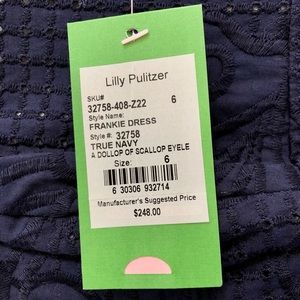 Lilly Pulitzer
SKU#
32758-408-Z22 6
Style Name:
FRANKIE DRESS
Style #: 32758
TRUE NAVY
A DOLLOP OF SCALLOP EYELE
Size: 6
6 30306 932714
Manufacturer's Suggested Price
$248.00